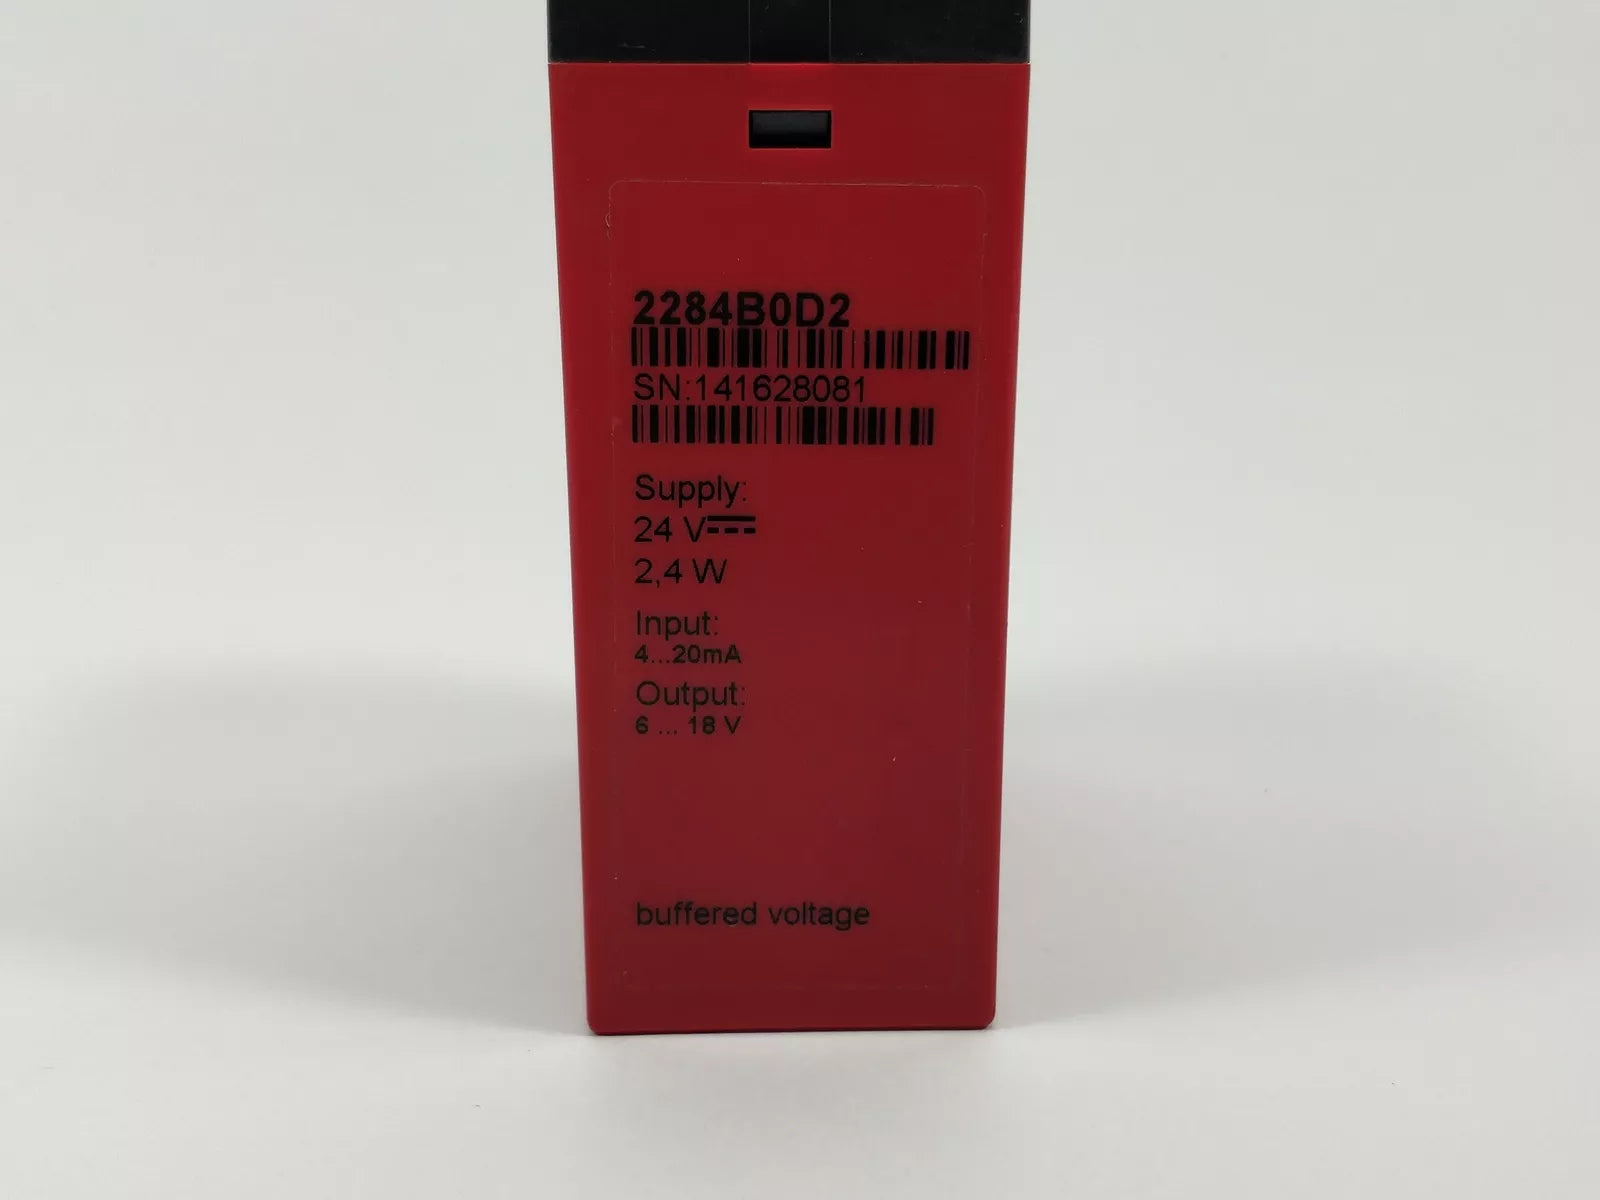 2284B0D2
SN:141628081
Supply:
24 V
2,4 W
Input:
4...20mA
Output:
6 ... 18 V
buffered voltage